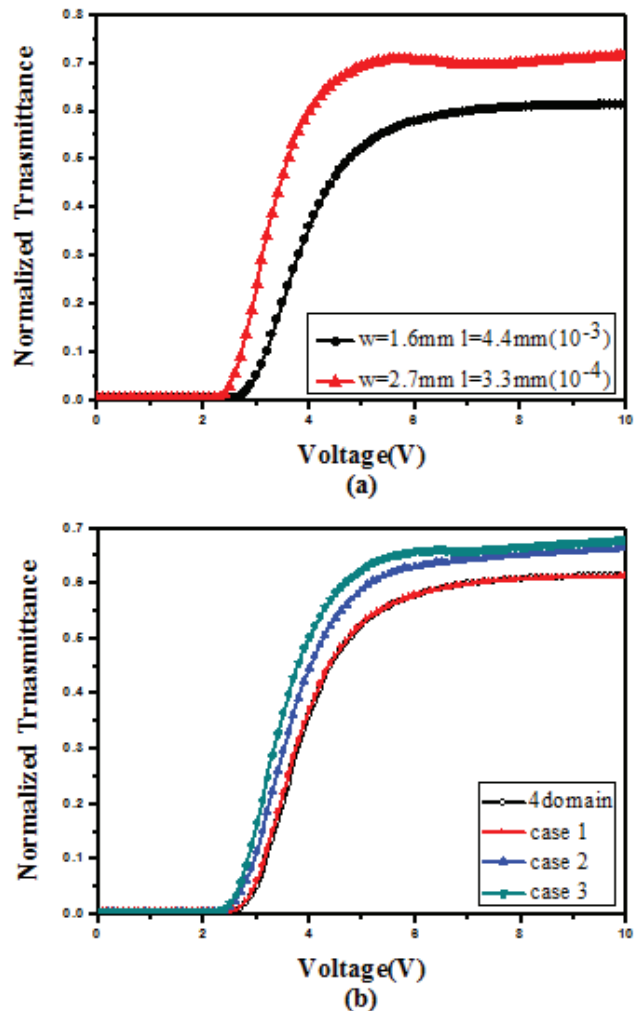 0.8
0.7
0.6
0.5
0.4
0.3
0.2
0.1
0.0
Normalized Trnasmittance
w=1.6mm l=4.4mm(10⁻³)
w=2.7mm l=3.3mm(10⁻⁴)
0 2 4 6 8 10
Voltage(V)
(a)
0.7
0.6
0.5
0.4
0.3
0.2
0.1
0.0
Normalized Trnasmittance
4domain
case 1
case 2
case 3
0 2 4 6 8 10
Voltage(V)
(b)